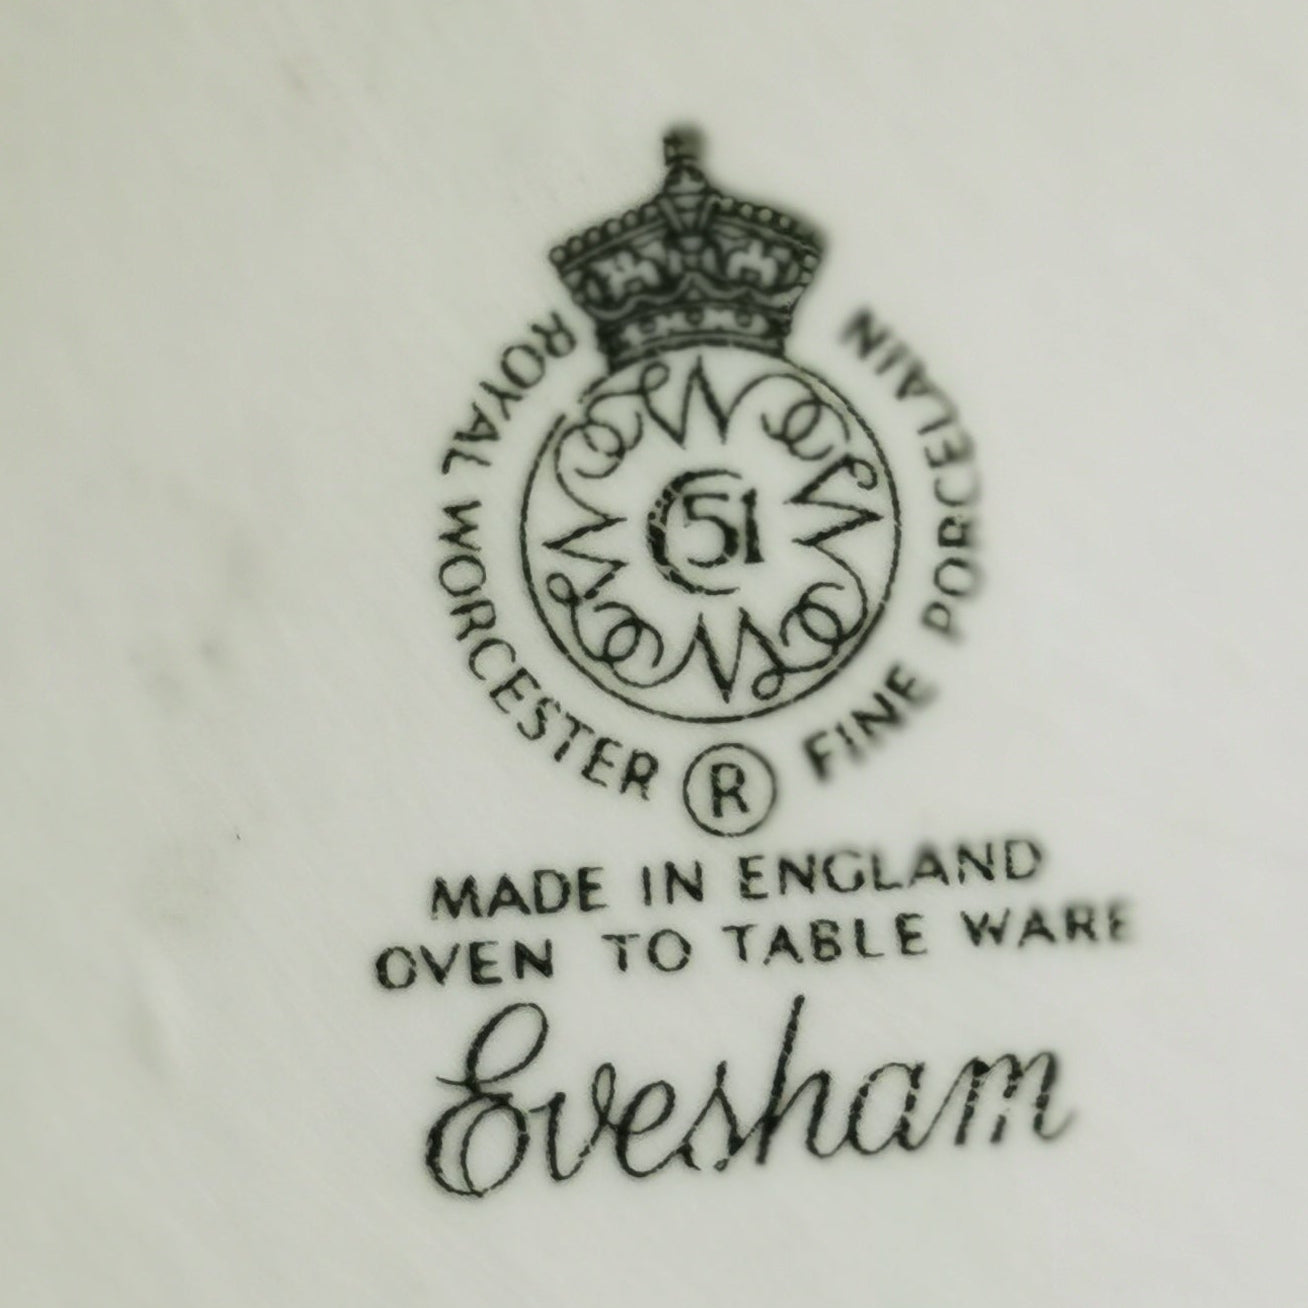 ROYAL WORCESTER ® FINE PORCELAIN
51
MADE IN ENGLAND
OVEN TO TABLE WARE
Evesham